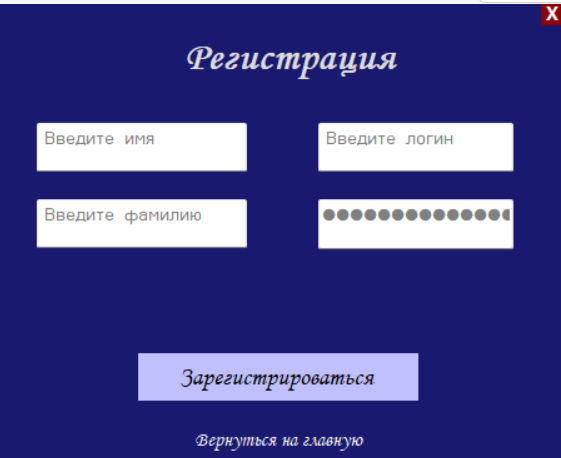 X
Регистрация
Введите имя
Введите логин
Введите фамилию
●●●●●●●●●●●●●●
Зарегистрироваться
Вернуться на главную